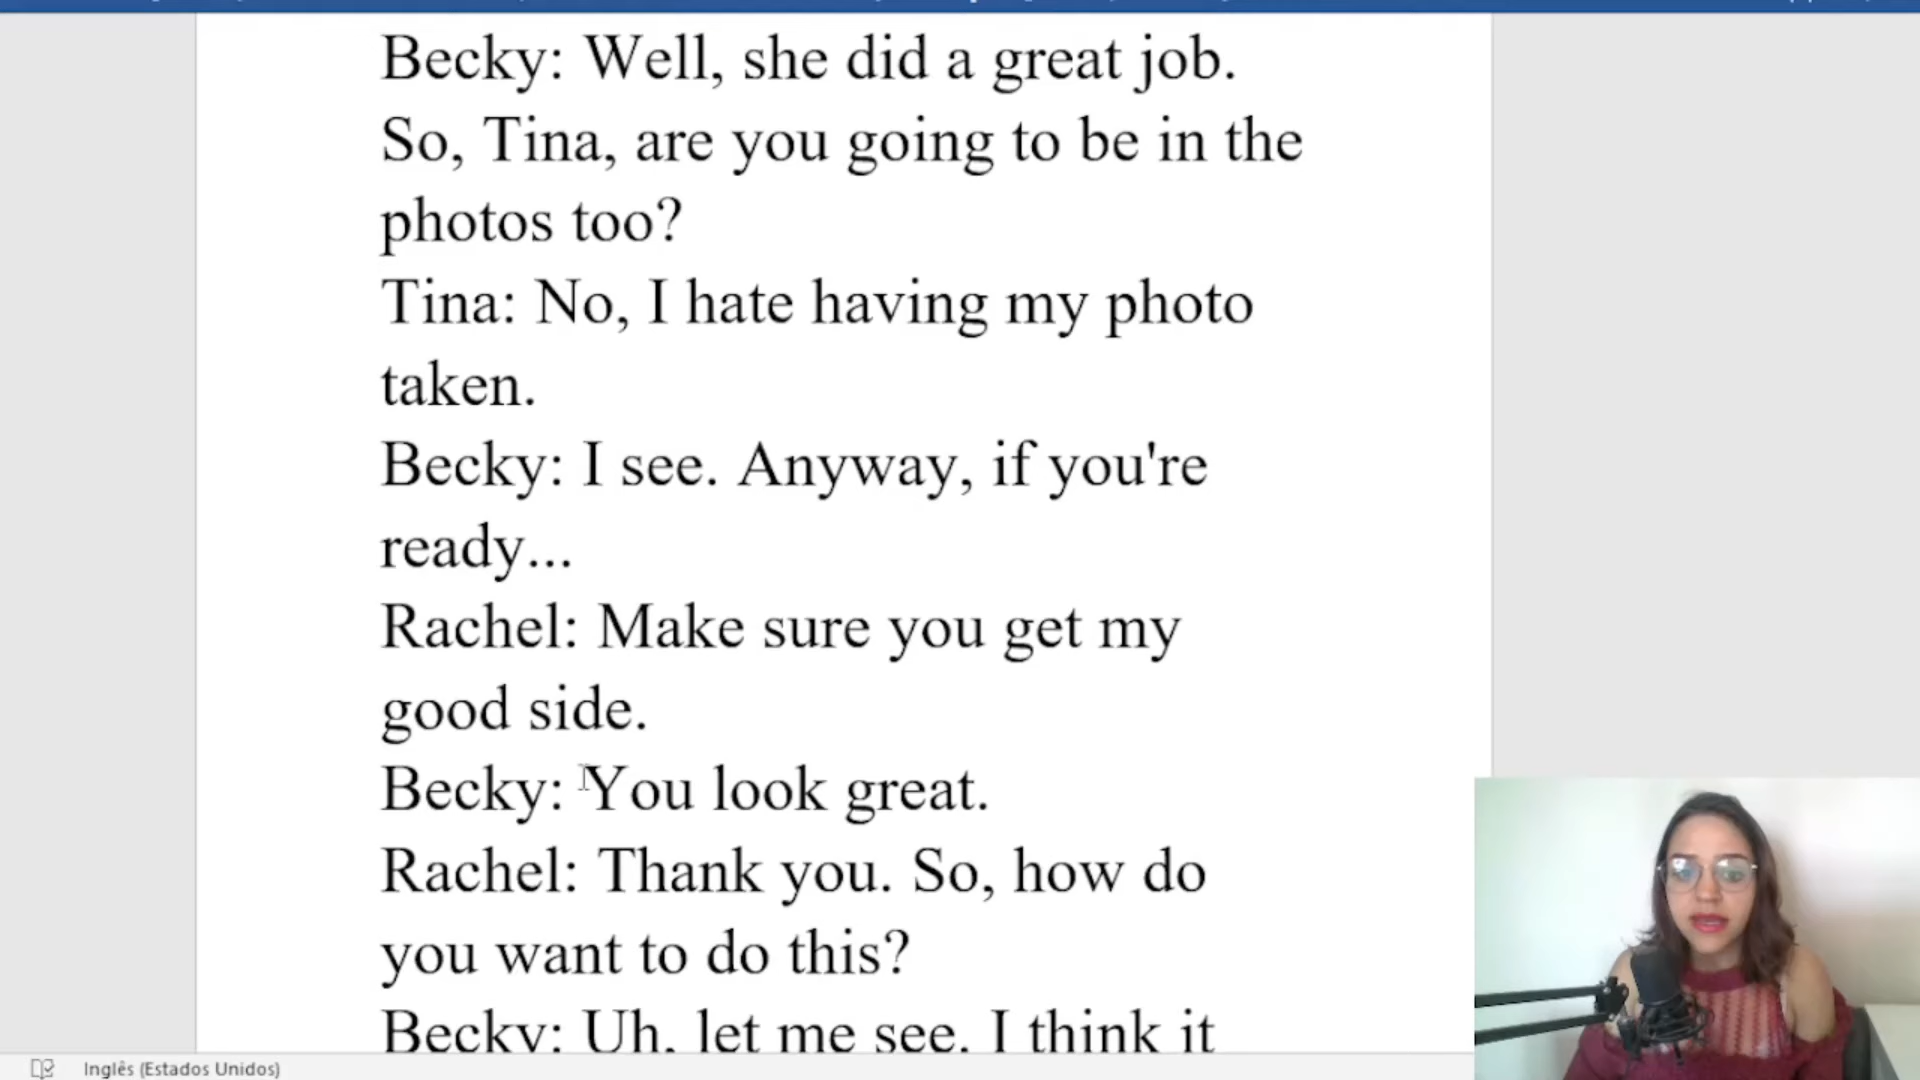 Becky: Well, she did a great job.
So, Tina, are you going to be in the
photos too?
Tina: No, I hate having my photo
taken.
Becky: I see. Anyway, if you're
ready...
Rachel: Make sure you get my
good side.
Becky: You look great.
Rachel: Thank you. So, how do
you want to do this?
Becky: Uh, let me see. I think it
Inglês (Estados Unidos)